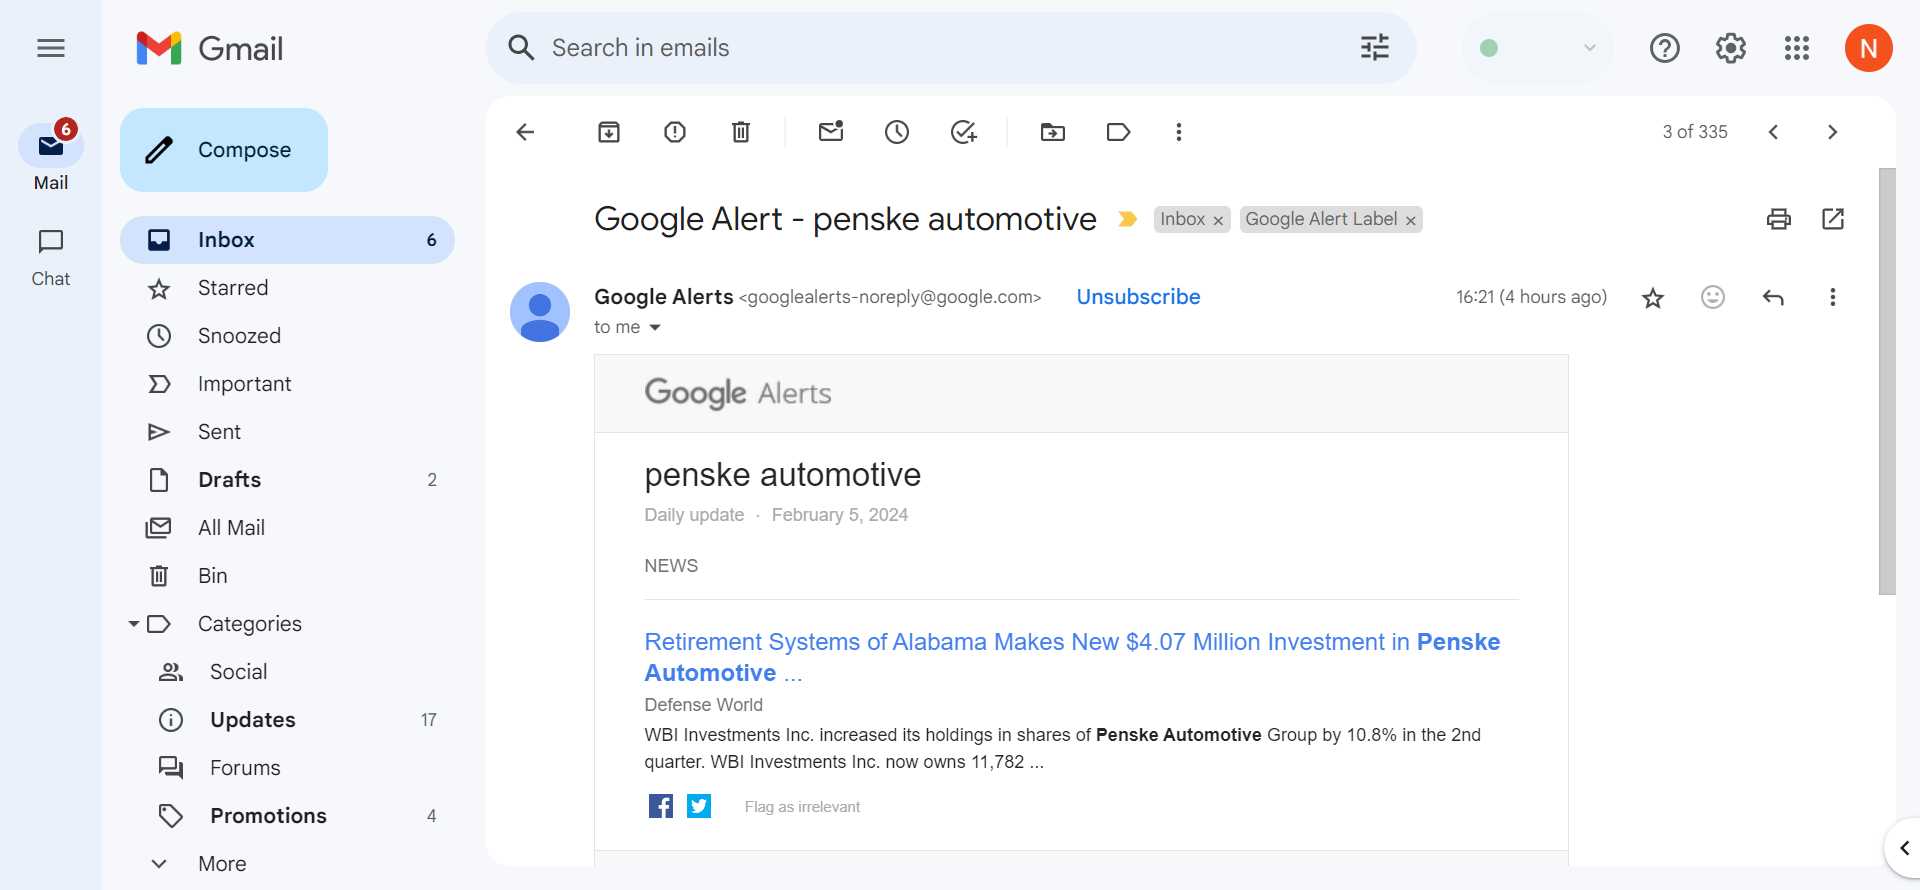 Gmail
Search in emails
N
6
Mail
Chat
Compose
Inbox 6
Starred
Snoozed
Important
Sent
Drafts 2
All Mail
Bin
Categories
Social
Updates 17
Forums
Promotions 4
More
3 of 335
Google Alert - penske automotive Inbox × Google Alert Label ×
Google Alerts <googlealerts-noreply@google.com> Unsubscribe 16:21 (4 hours ago)
to me
Google Alerts
penske automotive
Daily update · February 5, 2024
NEWS
Retirement Systems of Alabama Makes New $4.07 Million Investment in Penske
Automotive ...
Defense World
WBI Investments Inc. increased its holdings in shares of Penske Automotive Group by 10.8% in the 2nd
quarter. WBI Investments Inc. now owns 11,782 ...
Flag as irrelevant